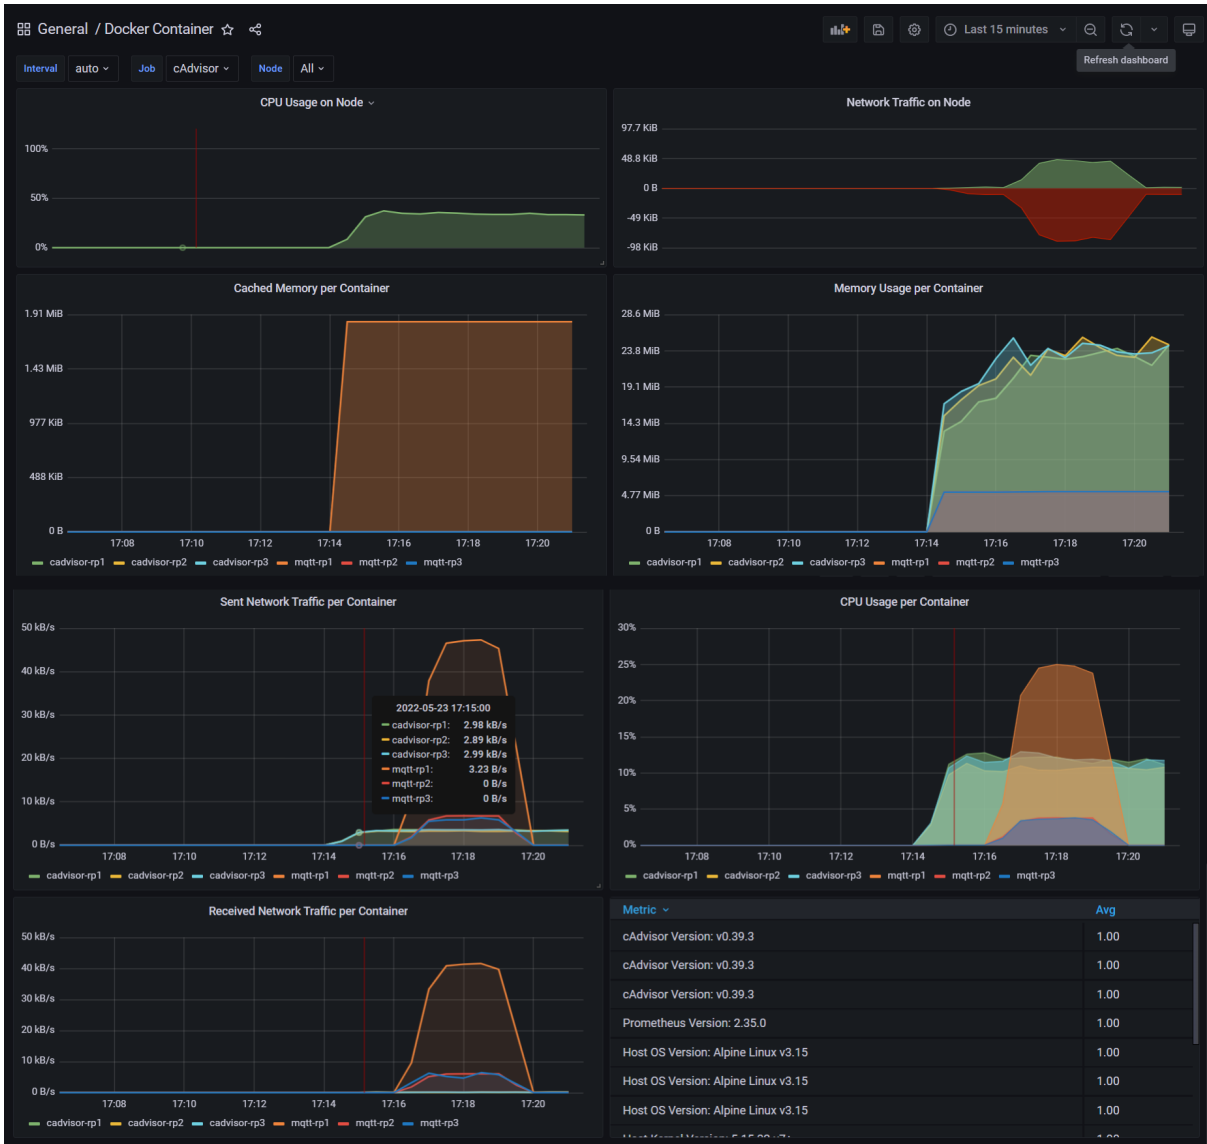 General / Docker Container
Last 15 minutes
Refresh dashboard
Interval auto Job cAdvisor Node All
CPU Usage on Node
100%
50%
0%
Network Traffic on Node
97.7 KiB
48.8 KiB
0 B
-49 KiB
-98 KiB
Cached Memory per Container
1.91 MiB
1.43 MiB
977 KiB
488 KiB
0 B
17:08 17:10 17:12 17:14 17:16 17:18 17:20
cadvisor-rp1 cadvisor-rp2 cadvisor-rp3 mqtt-rp1 mqtt-rp2 mqtt-rp3
Memory Usage per Container
28.6 MiB
23.8 MiB
19.1 MiB
14.3 MiB
9.54 MiB
4.77 MiB
0 B
17:08 17:10 17:12 17:14 17:16 17:18 17:20
cadvisor-rp1 cadvisor-rp2 cadvisor-rp3 mqtt-rp1 mqtt-rp2 mqtt-rp3
Sent Network Traffic per Container
50 kB/s
40 kB/s
30 kB/s
20 kB/s
10 kB/s
0 B/s
2022-05-23 17:15:00
cadvisor-rp1: 2.98 kB/s
cadvisor-rp2: 2.89 kB/s
cadvisor-rp3: 2.99 kB/s
mqtt-rp1: 3.23 B/s
mqtt-rp2: 0 B/s
mqtt-rp3: 0 B/s
17:08 17:10 17:12 17:14 17:16 17:18 17:20
cadvisor-rp1 cadvisor-rp2 cadvisor-rp3 mqtt-rp1 mqtt-rp2 mqtt-rp3
CPU Usage per Container
30%
25%
20%
15%
10%
5%
0%
17:08 17:10 17:12 17:14 17:16 17:18 17:20
cadvisor-rp1 cadvisor-rp2 cadvisor-rp3 mqtt-rp1 mqtt-rp2 mqtt-rp3
Received Network Traffic per Container
50 kB/s
40 kB/s
30 kB/s
20 kB/s
10 kB/s
0 B/s
17:08 17:10 17:12 17:14 17:16 17:18 17:20
cadvisor-rp1 cadvisor-rp2 cadvisor-rp3 mqtt-rp1 mqtt-rp2 mqtt-rp3
Metric Avg
cAdvisor Version: v0.39.3 1.00
cAdvisor Version: v0.39.3 1.00
cAdvisor Version: v0.39.3 1.00
Prometheus Version: 2.35.0 1.00
Host OS Version: Alpine Linux v3.15 1.00
Host OS Version: Alpine Linux v3.15 1.00
Host OS Version: Alpine Linux v3.15 1.00